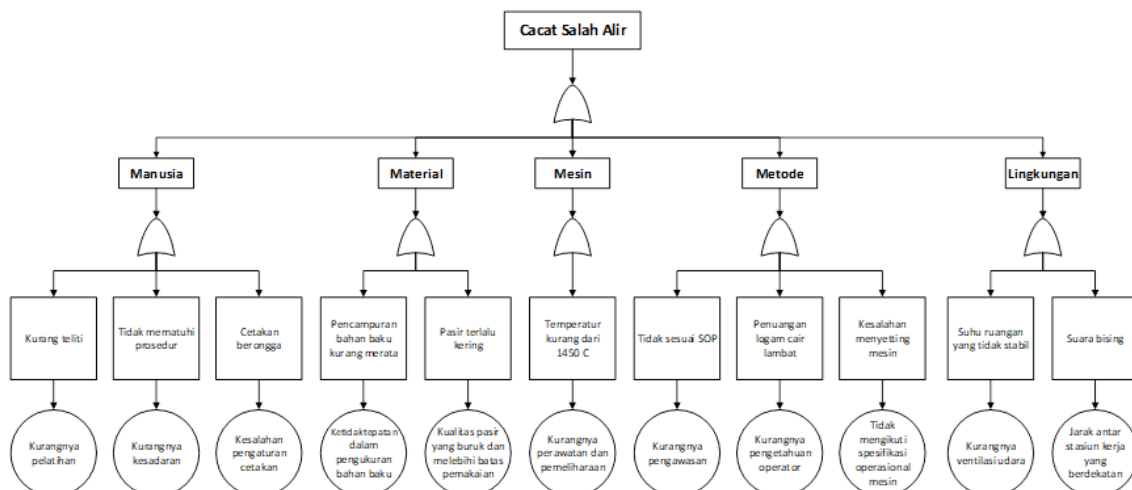 Cacat Salah Alir
Manusia
Material
Mesin
Metode
Lingkungan
Kurang teliti
Tidak mematuhi
prosedur
Cetakan
berongga
Pencampuran
bahan baku
kurang merata
Pasir terlalu
kering
Temperatur
kurang dari
1450 C
Tidak sesuai SOP
Penuangan
logam cair
lambat
Kesalahan
menyetting
mesin
Suhu ruangan
yang tidak stabil
Suara bising
Kurangnya
pelatihan
Kurangnya
kesadaran
Kesalahan
pengaturan
cetakan
Ketidaktepatan
dalam
pengukuran
bahan baku
Kualitas pasir
yang buruk dan
melebihi batas
pemakaian
Kurangnya
perawatan dan
pemeliharaan
Kurangnya
pengawasan
Kurangnya
pengetahuan
operator
Tidak
mengikuti
spesifikasi
operasional
mesin
Kurangnya
ventilasi udara
Jarak antar
stasiun kerja
yang
berdekatan